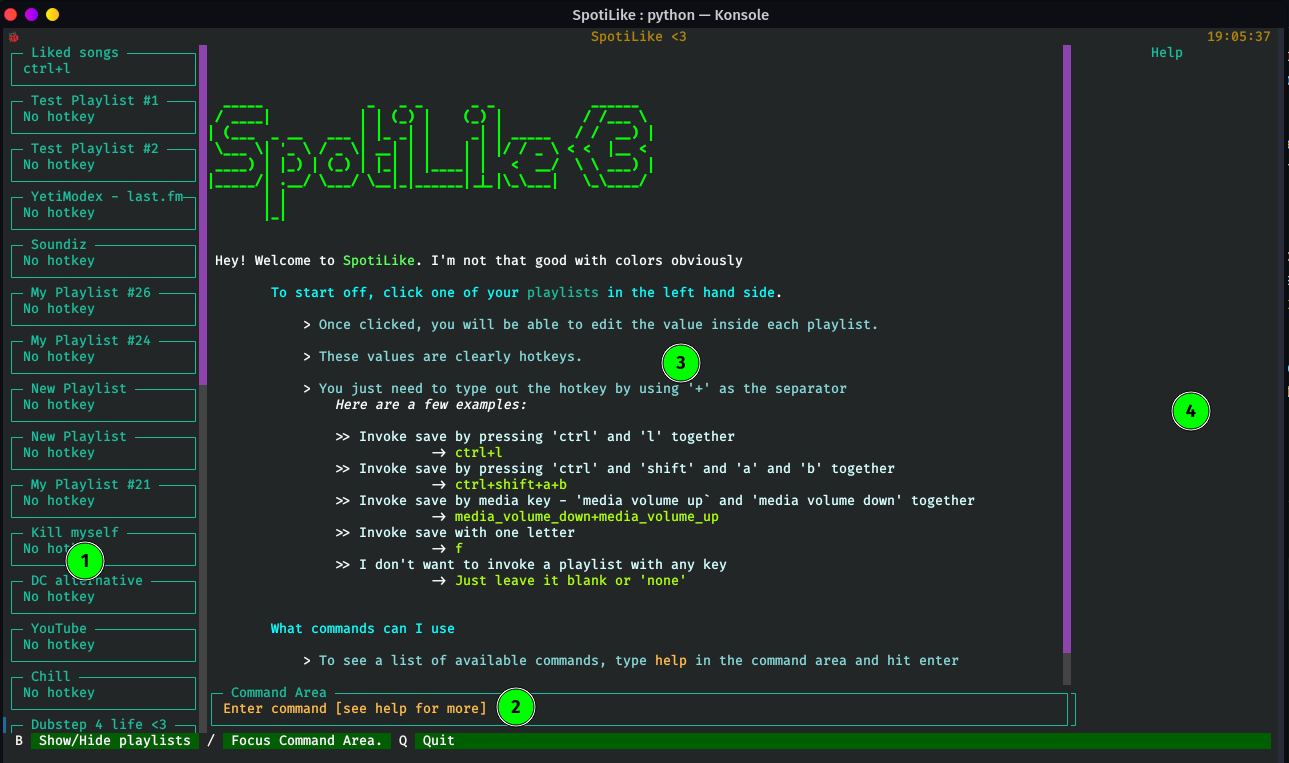 SpotiLike : python — Konsole
SpotiLike <3
19:05:37
Liked songs
ctrl+l
Test Playlist #1
No hotkey
Test Playlist #2
No hotkey
YetiModex - last.fm
No hotkey
Soundiz
No hotkey
My Playlist #26
No hotkey
My Playlist #24
No hotkey
New Playlist
No hotkey
New Playlist
No hotkey
My Playlist #21
No hotkey
Kill myself
No hot
1
DC alternative
No hotkey
YouTube
No hotkey
Chill
No hotkey
Dubstep 4 life <3
SpotiLike <3
Hey! Welcome to SpotiLike. I'm not that good with colors obviously
To start off, click one of your playlists in the left hand side.
> Once clicked, you will be able to edit the value inside each playlist.
> These values are clearly hotkeys.
3
> You just need to type out the hotkey by using '+' as the separator
Here are a few examples:
>> Invoke save by pressing 'ctrl' and 'l' together
→ ctrl+l
>> Invoke save by pressing 'ctrl' and 'shift' and 'a' and 'b' together
→ ctrl+shift+a+b
>> Invoke save by media key - 'media volume up` and 'media volume down' together
→ media_volume_down+media_volume_up
>> Invoke save with one letter
→ f
>> I don't want to invoke a playlist with any key
→ Just leave it blank or 'none'
What commands can I use
> To see a list of available commands, type help in the command area and hit enter
Command Area
Enter command [see help for more]
2
Help
4
B Show/Hide playlists / Focus Command Area. Q Quit